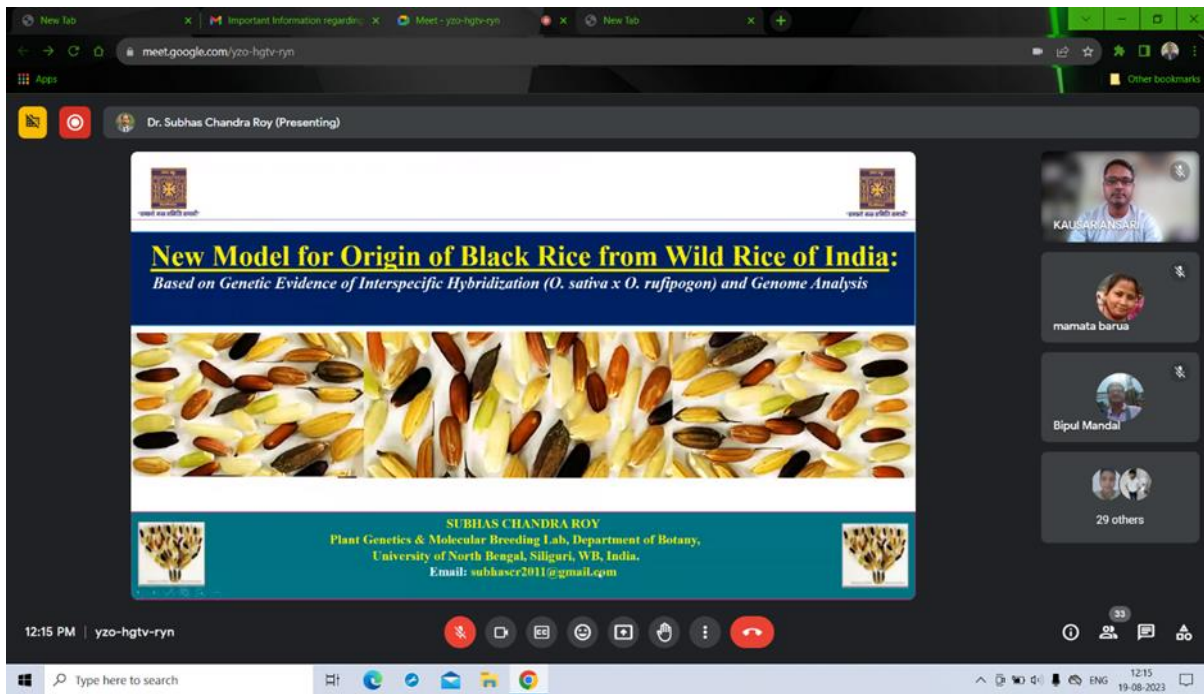 New Tab
Important Information regarding
Meet - yzo-hgtv-ryn
New Tab
meet.google.com/yzo-hgtv-ryn
Apps
Other bookmarks
Dr. Subhas Chandra Roy (Presenting)
New Model for Origin of Black Rice from Wild Rice of India:
Based on Genetic Evidence of Interspecific Hybridization (O. sativa x O. rufipogon) and Genome Analysis
SUBHAS CHANDRA ROY
Plant Genetics & Molecular Breeding Lab, Department of Botany,
University of North Bengal, Siliguri, WB, India.
Email: subhascr2011@gmail.com
KAUSAR ANSARI
mamata barua
Bipul Mandal
29 others
12:15 PM | yzo-hgtv-ryn
33
Type here to search
ENG
12:15
19-08-2023